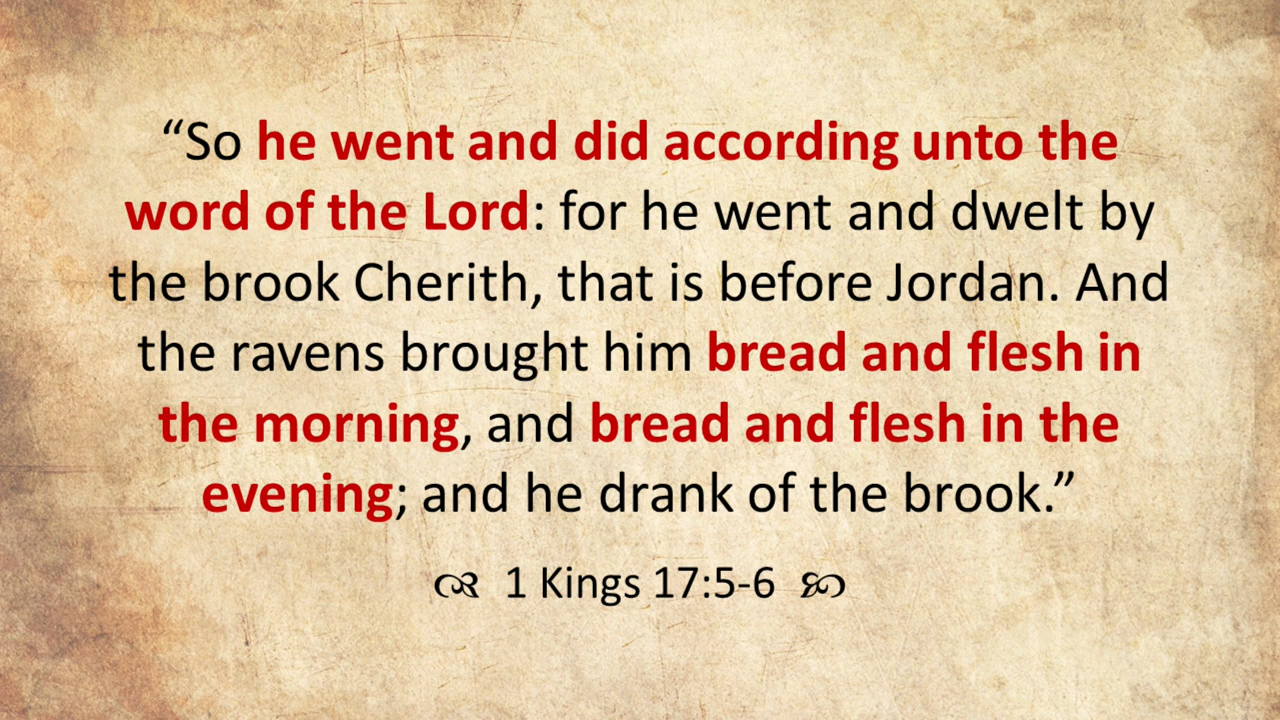 “So he went and did according unto the
word of the Lord: for he went and dwelt by
the brook Cherith, that is before Jordan. And
the ravens brought him bread and flesh in
the morning, and bread and flesh in the
evening; and he drank of the brook.”
1 Kings 17:5-6